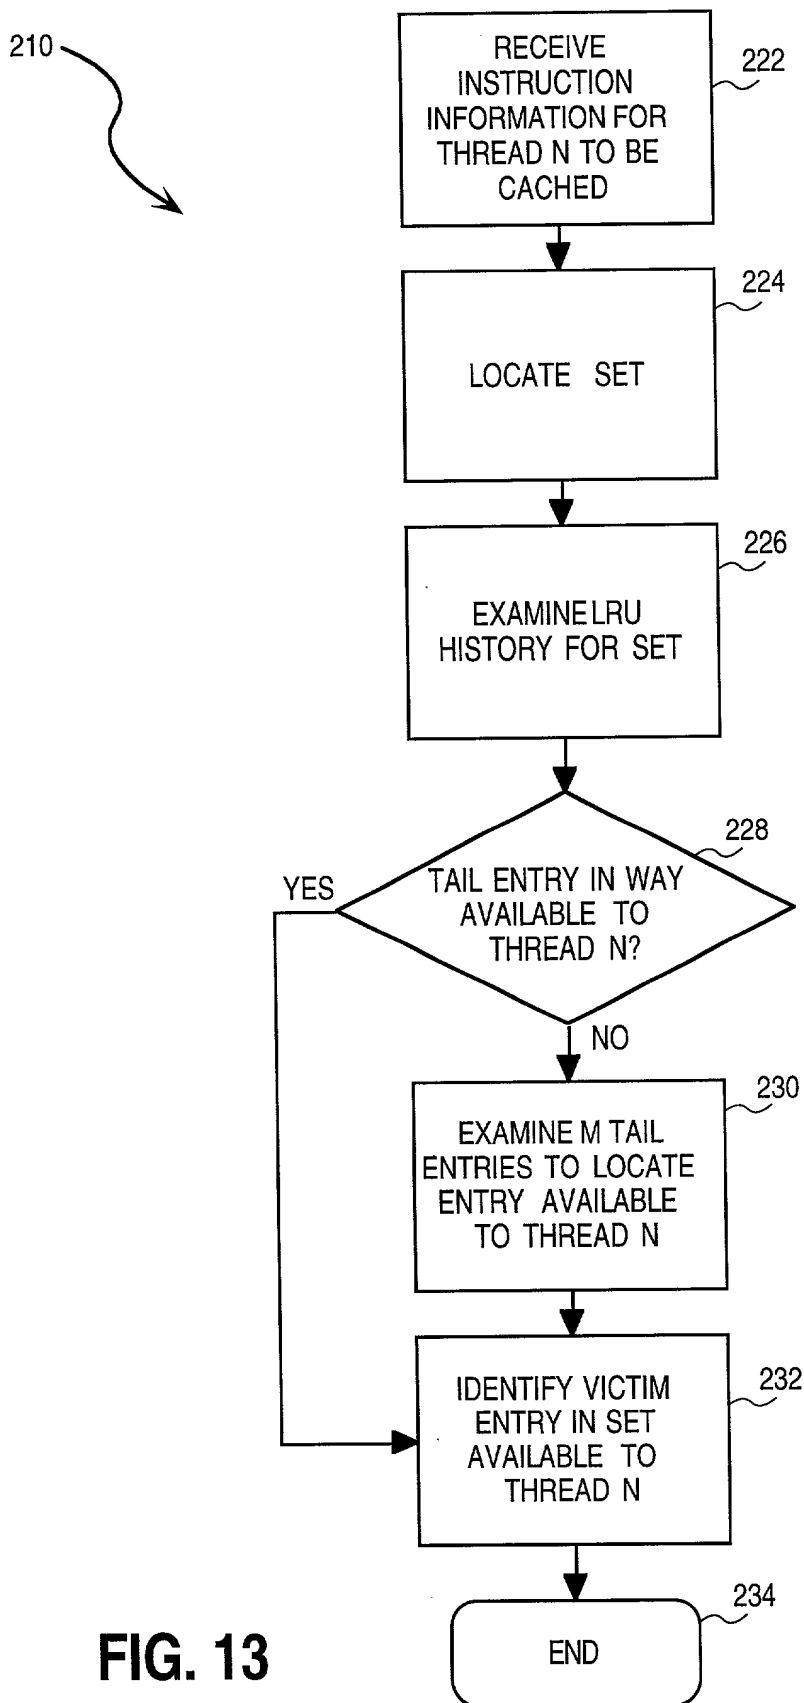 210
RECEIVE
INSTRUCTION
INFORMATION FOR
THREAD N TO BE
CACHED
222
LOCATE SET
224
EXAMINE LRU
HISTORY FOR SET
226
TAIL ENTRY IN WAY
AVAILABLE TO
THREAD N?
228
YES
NO
EXAMINE M TAIL
ENTRIES TO LOCATE
ENTRY AVAILABLE
TO THREAD N
230
IDENTIFY VICTIM
ENTRY IN SET
AVAILABLE TO
THREAD N
232
END
234
FIG. 13